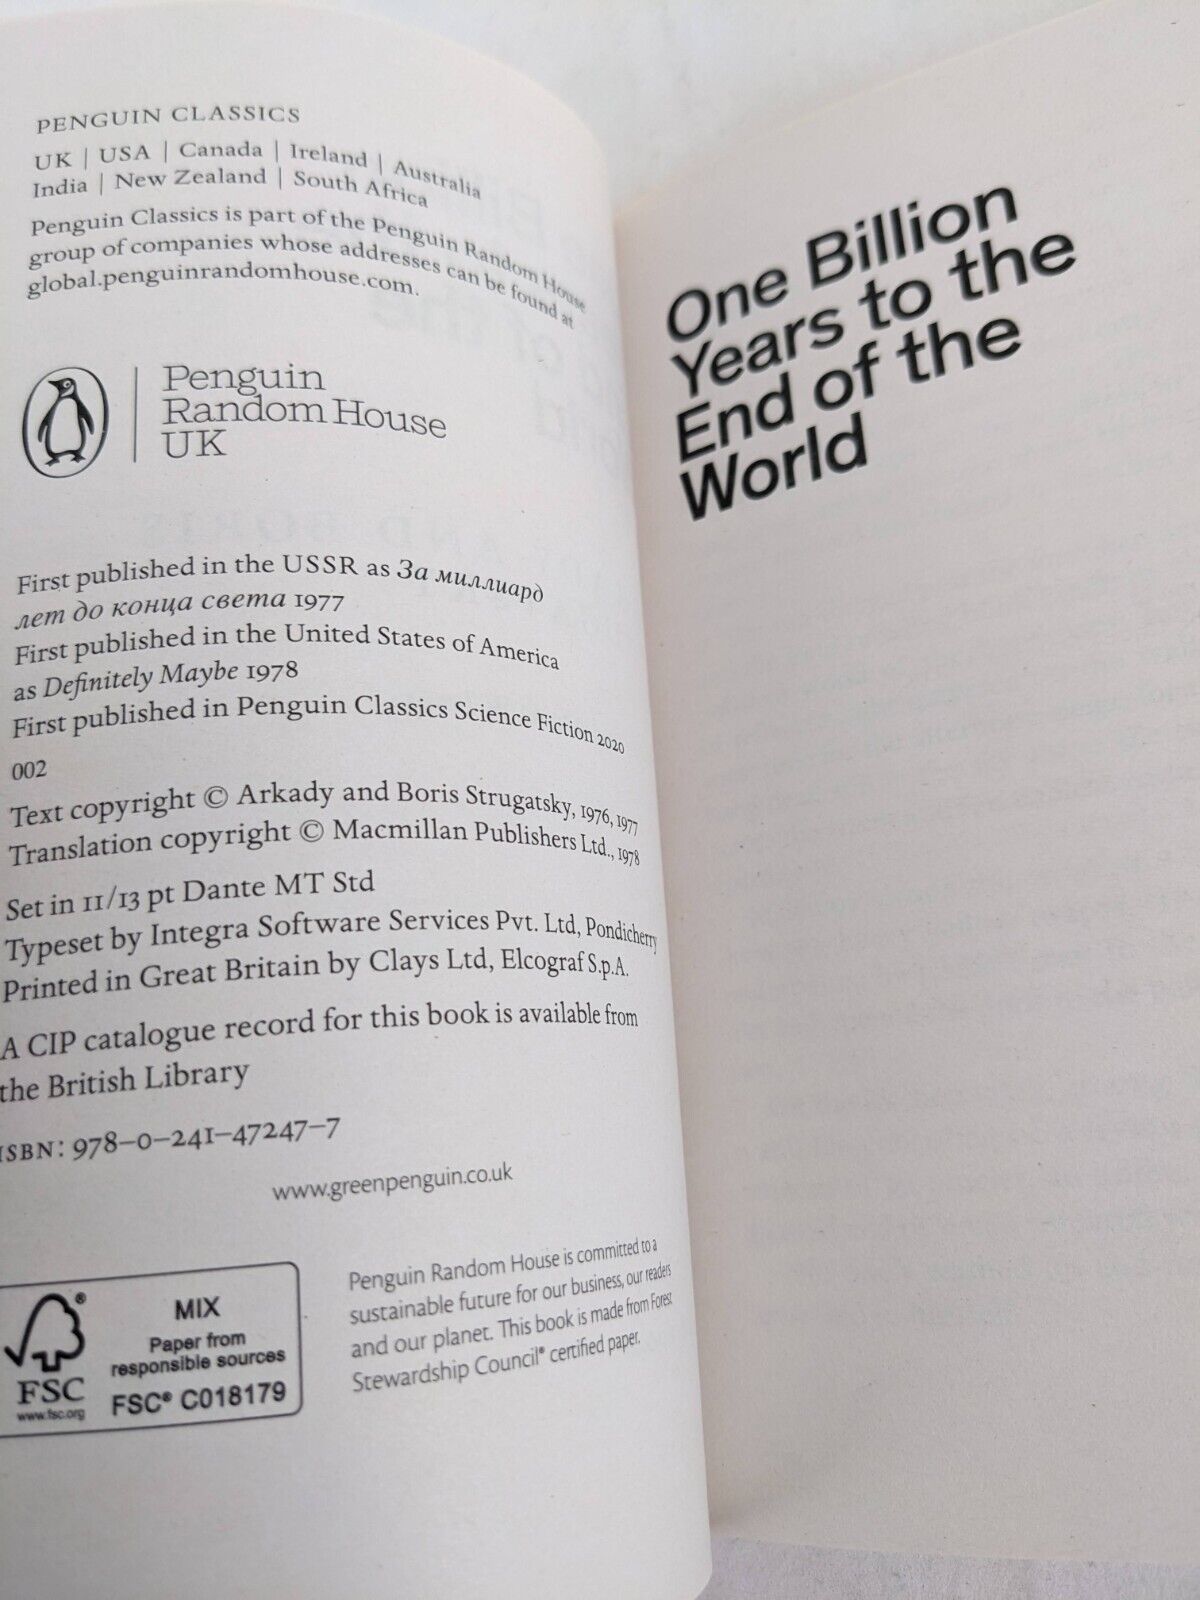 PENGUIN CLASSICS
UK | USA | Canada | Ireland | Australia
India | New Zealand | South Africa
Penguin Classics is part of the Penguin Random House
group of companies whose addresses can be found at
global.penguinrandomhouse.com.
Penguin
Random House
UK
First published in the USSR as За миллиард
лет до конца света 1977
First published in the United States of America
as Definitely Maybe 1978
First published in Penguin Classics Science Fiction 2020
002
Text copyright © Arkady and Boris Strugatsky, 1976, 1977
Translation copyright © Macmillan Publishers Ltd., 1978
Set in 11/13 pt Dante MT Std
Typeset by Integra Software Services Pvt. Ltd, Pondicherry
Printed in Great Britain by Clays Ltd, Elcograf S.p.A.
A CIP catalogue record for this book is available from
the British Library
ISBN: 978–0–241–47247–7
www.greenpenguin.co.uk
®
FSC
www.fsc.org
MIX
Paper from
responsible sources
FSC® C018179
Penguin Random House is committed to a
sustainable future for our business, our readers
and our planet. This book is made from Forest
Stewardship Council® certified paper.
One Billion
Years to the
End of the
World